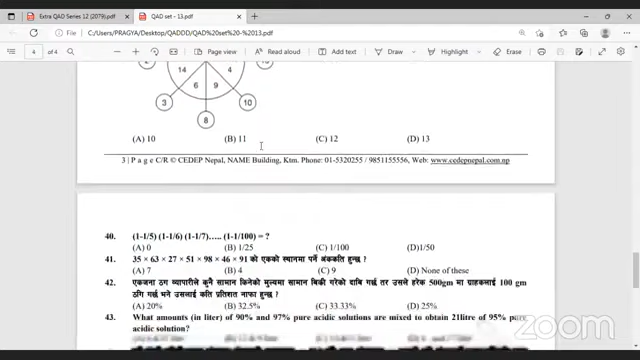 Extra QAD Series 12 (2079).pdf
QAD set - 13.pdf
File
C:/Users/PRAGYA/Desktop/QADDD/QAD%20set%20-%2013.pdf
4 of 4
Page view
Read aloud
Add text
Draw
Highlight
Erase
14
4
6
9
3
10
8
(A) 10 (B) 11 (C) 12 (D) 13
3 | P a g e C/R © CEDEP Nepal, NAME Building, Ktm. Phone: 01-5320255 / 9851155556, Web: www.cedepnepal.com.np
40. (1-1/5) (1-1/6) (1-1/7)….. (1-1/100) = ?
(A) 0 (B) 1/25 (C) 1/100 (D)1/50
41. 35 × 63 × 27 × 51 × 98 × 46 × 91 को एकको स्थानमा पर्ने अंककति हुन्छ ?
(A) 7 (B) 4 (C) 9 (D) None of these
42. एकजना ठग व्यापारीले कुनै सामान किनेको मुल्यमा सामान बिक्री गरेको दाबि गर्छ तर उसले हरेक 500gm मा ग्राहकलाई 100 gm
ठगि गर्छ भने उसलाई कति प्रतिशत नाफा हुन्छ ?
(A) 20% (B) 32.5% (C) 33.33% (D) 25%
43. What amounts (in liter) of 90% and 97% pure acidic solutions are mixed to obtain 21litre of 95% pure
acidic solution?
zoom